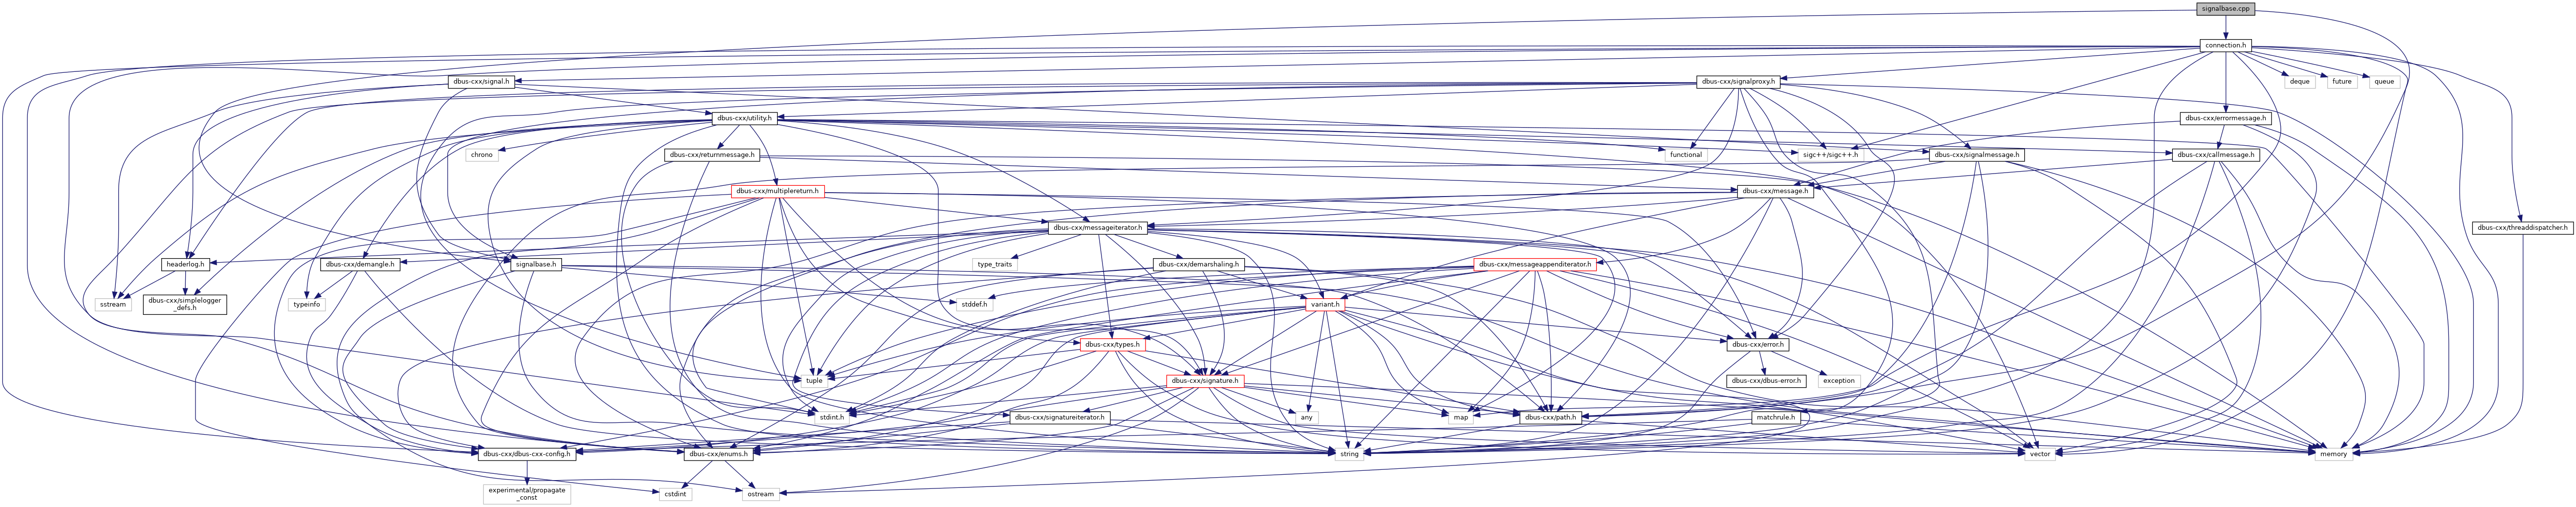 signalbase.cpp
connection.h
dbus-cxx/signal.h
dbus-cxx/signalproxy.h
deque
future
queue
dbus-cxx/utility.h
dbus-cxx/errormessage.h
chrono
dbus-cxx/returnmessage.h
functional
sigc++/sigc++.h
dbus-cxx/signalmessage.h
dbus-cxx/callmessage.h
dbus-cxx/multiplereturn.h
dbus-cxx/message.h
dbus-cxx/messageiterator.h
dbus-cxx/threaddispatcher.h
headerlog.h
dbus-cxx/demangle.h
signalbase.h
type_traits
dbus-cxx/demarshaling.h
dbus-cxx/messageappenditerator.h
sstream
dbus-cxx/simplelogger
_defs.h
typeinfo
stddef.h
variant.h
dbus-cxx/types.h
dbus-cxx/error.h
tuple
dbus-cxx/signature.h
dbus-cxx/dbus-error.h
exception
stdint.h
dbus-cxx/signatureiterator.h
any
map
dbus-cxx/path.h
matchrule.h
dbus-cxx/dbus-cxx-config.h
dbus-cxx/enums.h
string
vector
memory
experimental/propagate
_const
cstdint
ostream